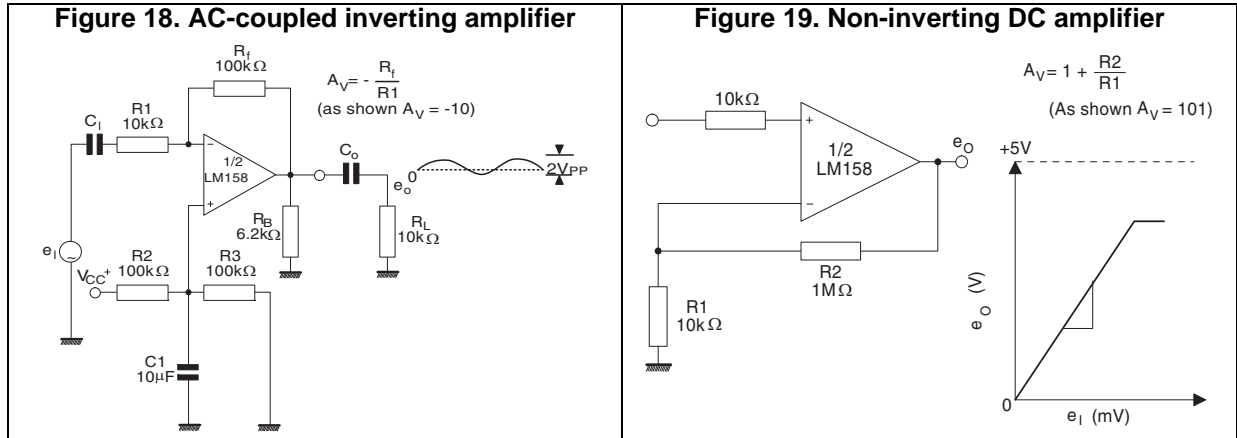 Figure 18. AC-coupled inverting amplifier
Rf
100kΩ
AV= - Rf
R1
(as shown AV = -10)
R1
10kΩ
CI
1/2
LM158
Co
eo
0
2VPP
RB
6.2kΩ
RL
10kΩ
eI
~
VCC+
R2
100kΩ
R3
100kΩ
C1
10μF
Figure 19. Non-inverting DC amplifier
AV= 1 + R2
R1
(As shown AV = 101)
10kΩ
+
1/2
LM158
-
eO
+5V
R2
1MΩ
R1
10kΩ
eO (V)
0
eI (mV)